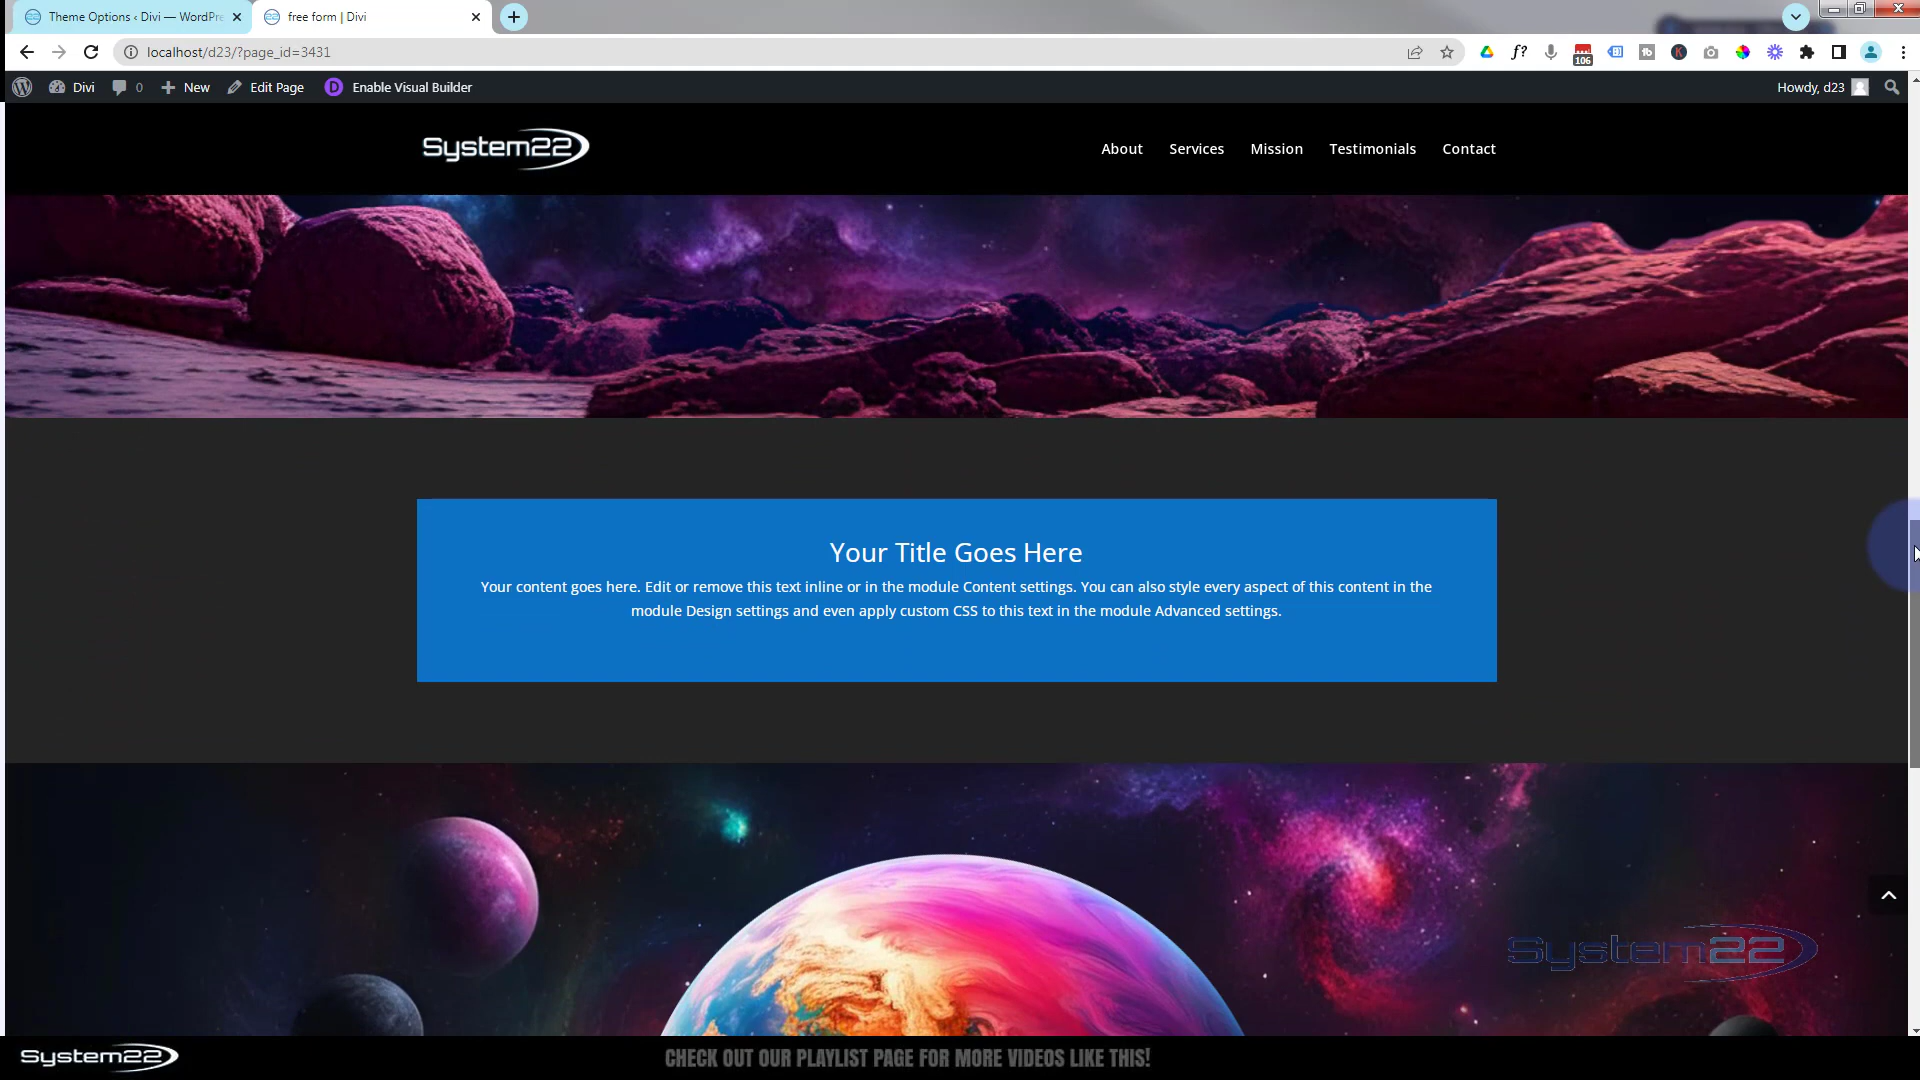 Theme Options ‹ Divi — WordPre
free form | Divi
localhost/d23/?page_id=3431
f?
106
tb
K
Divi
0
New
Edit Page
D
Enable Visual Builder
Howdy, d23
System22
About
Services
Mission
Testimonials
Contact
Your Title Goes Here
Your content goes here. Edit or remove this text inline or in the module Content settings. You can also style every aspect of this content in the
module Design settings and even apply custom CSS to this text in the module Advanced settings.
System22
System22
CHECK OUT OUR PLAYLIST PAGE FOR MORE VIDEOS LIKE THIS!